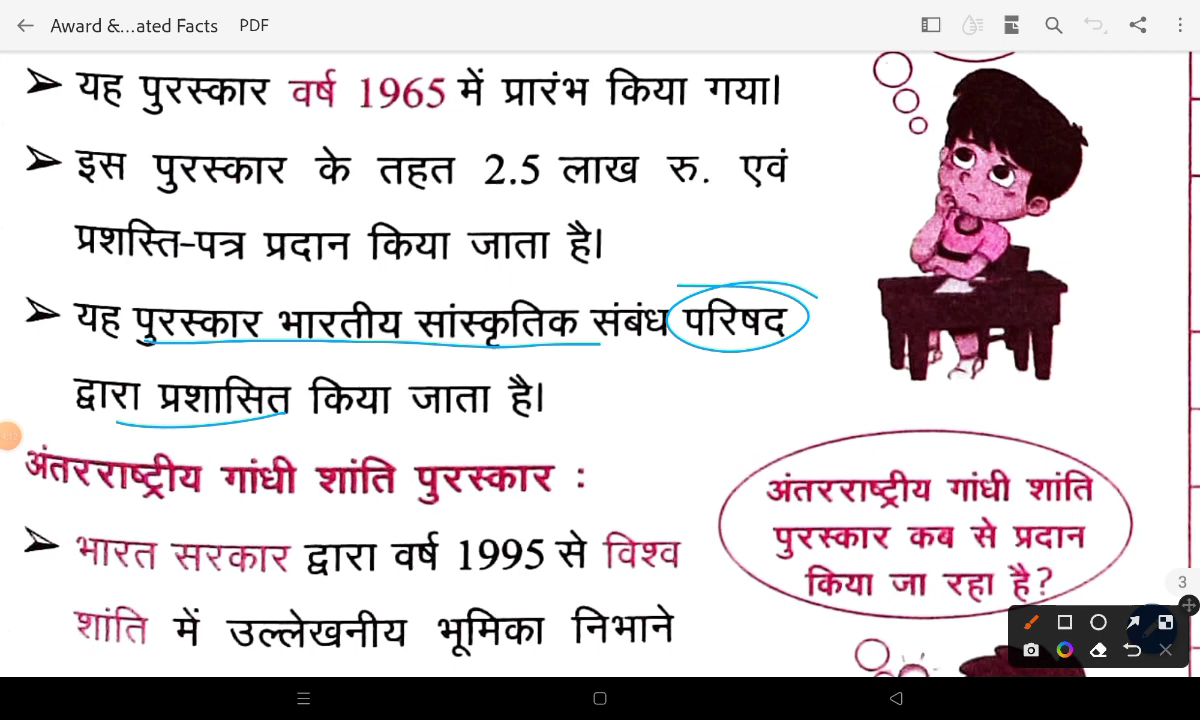 Award &...ated Facts PDF
➢ यह पुरस्कार वर्ष 1965 में प्रारंभ किया गया।
➢ इस पुरस्कार के तहत 2.5 लाख रु. एवं
प्रशस्ति-पत्र प्रदान किया जाता है।
➢ यह पुरस्कार भारतीय सांस्कृतिक संबंध परिषद
द्वारा प्रशासित किया जाता है।
अंतरराष्ट्रीय गांधी शांति पुरस्कार :
➢ भारत सरकार द्वारा वर्ष 1995 से विश्व
शांति में उल्लेखनीय भूमिका निभाने
अंतरराष्ट्रीय गांधी शांति
पुरस्कार कब से प्रदान
किया जा रहा है?
3